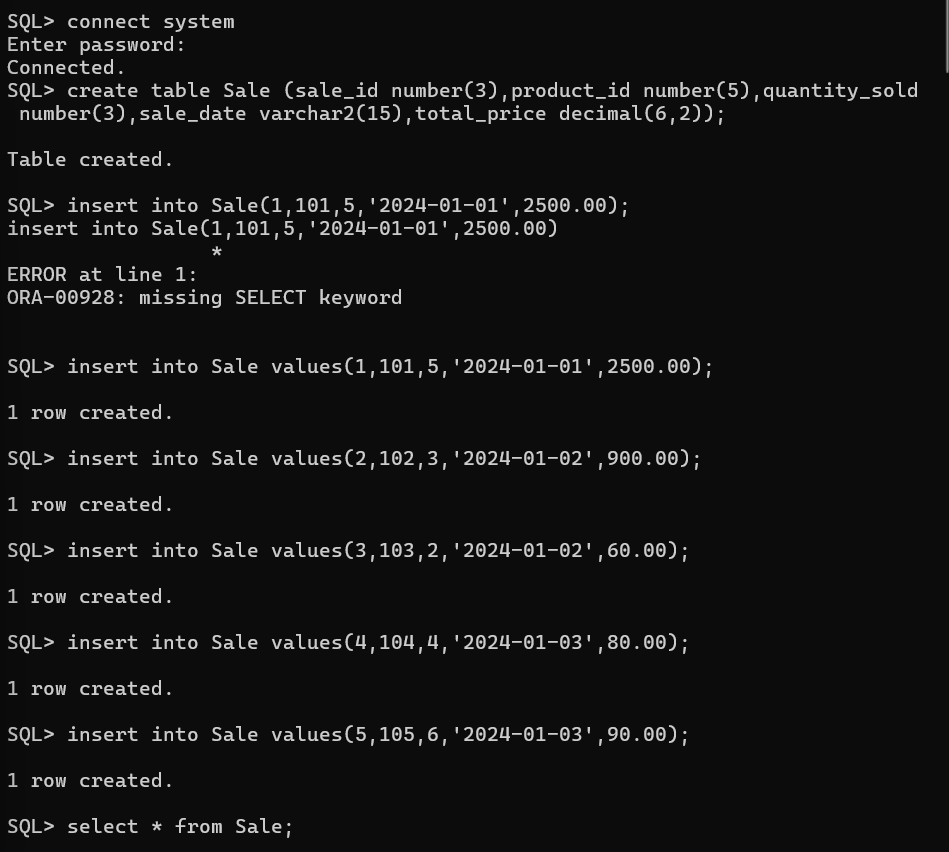 SQL> connect system
Enter password:
Connected.
SQL> create table Sale (sale_id number(3),product_id number(5),quantity_sold
 number(3),sale_date varchar2(15),total_price decimal(6,2));
Table created.
SQL> insert into Sale(1,101,5,'2024-01-01',2500.00);
insert into Sale(1,101,5,'2024-01-01',2500.00)
                 *
ERROR at line 1:
ORA-00928: missing SELECT keyword
SQL> insert into Sale values(1,101,5,'2024-01-01',2500.00);
1 row created.
SQL> insert into Sale values(2,102,3,'2024-01-02',900.00);
1 row created.
SQL> insert into Sale values(3,103,2,'2024-01-02',60.00);
1 row created.
SQL> insert into Sale values(4,104,4,'2024-01-03',80.00);
1 row created.
SQL> insert into Sale values(5,105,6,'2024-01-03',90.00);
1 row created.
SQL> select * from Sale;